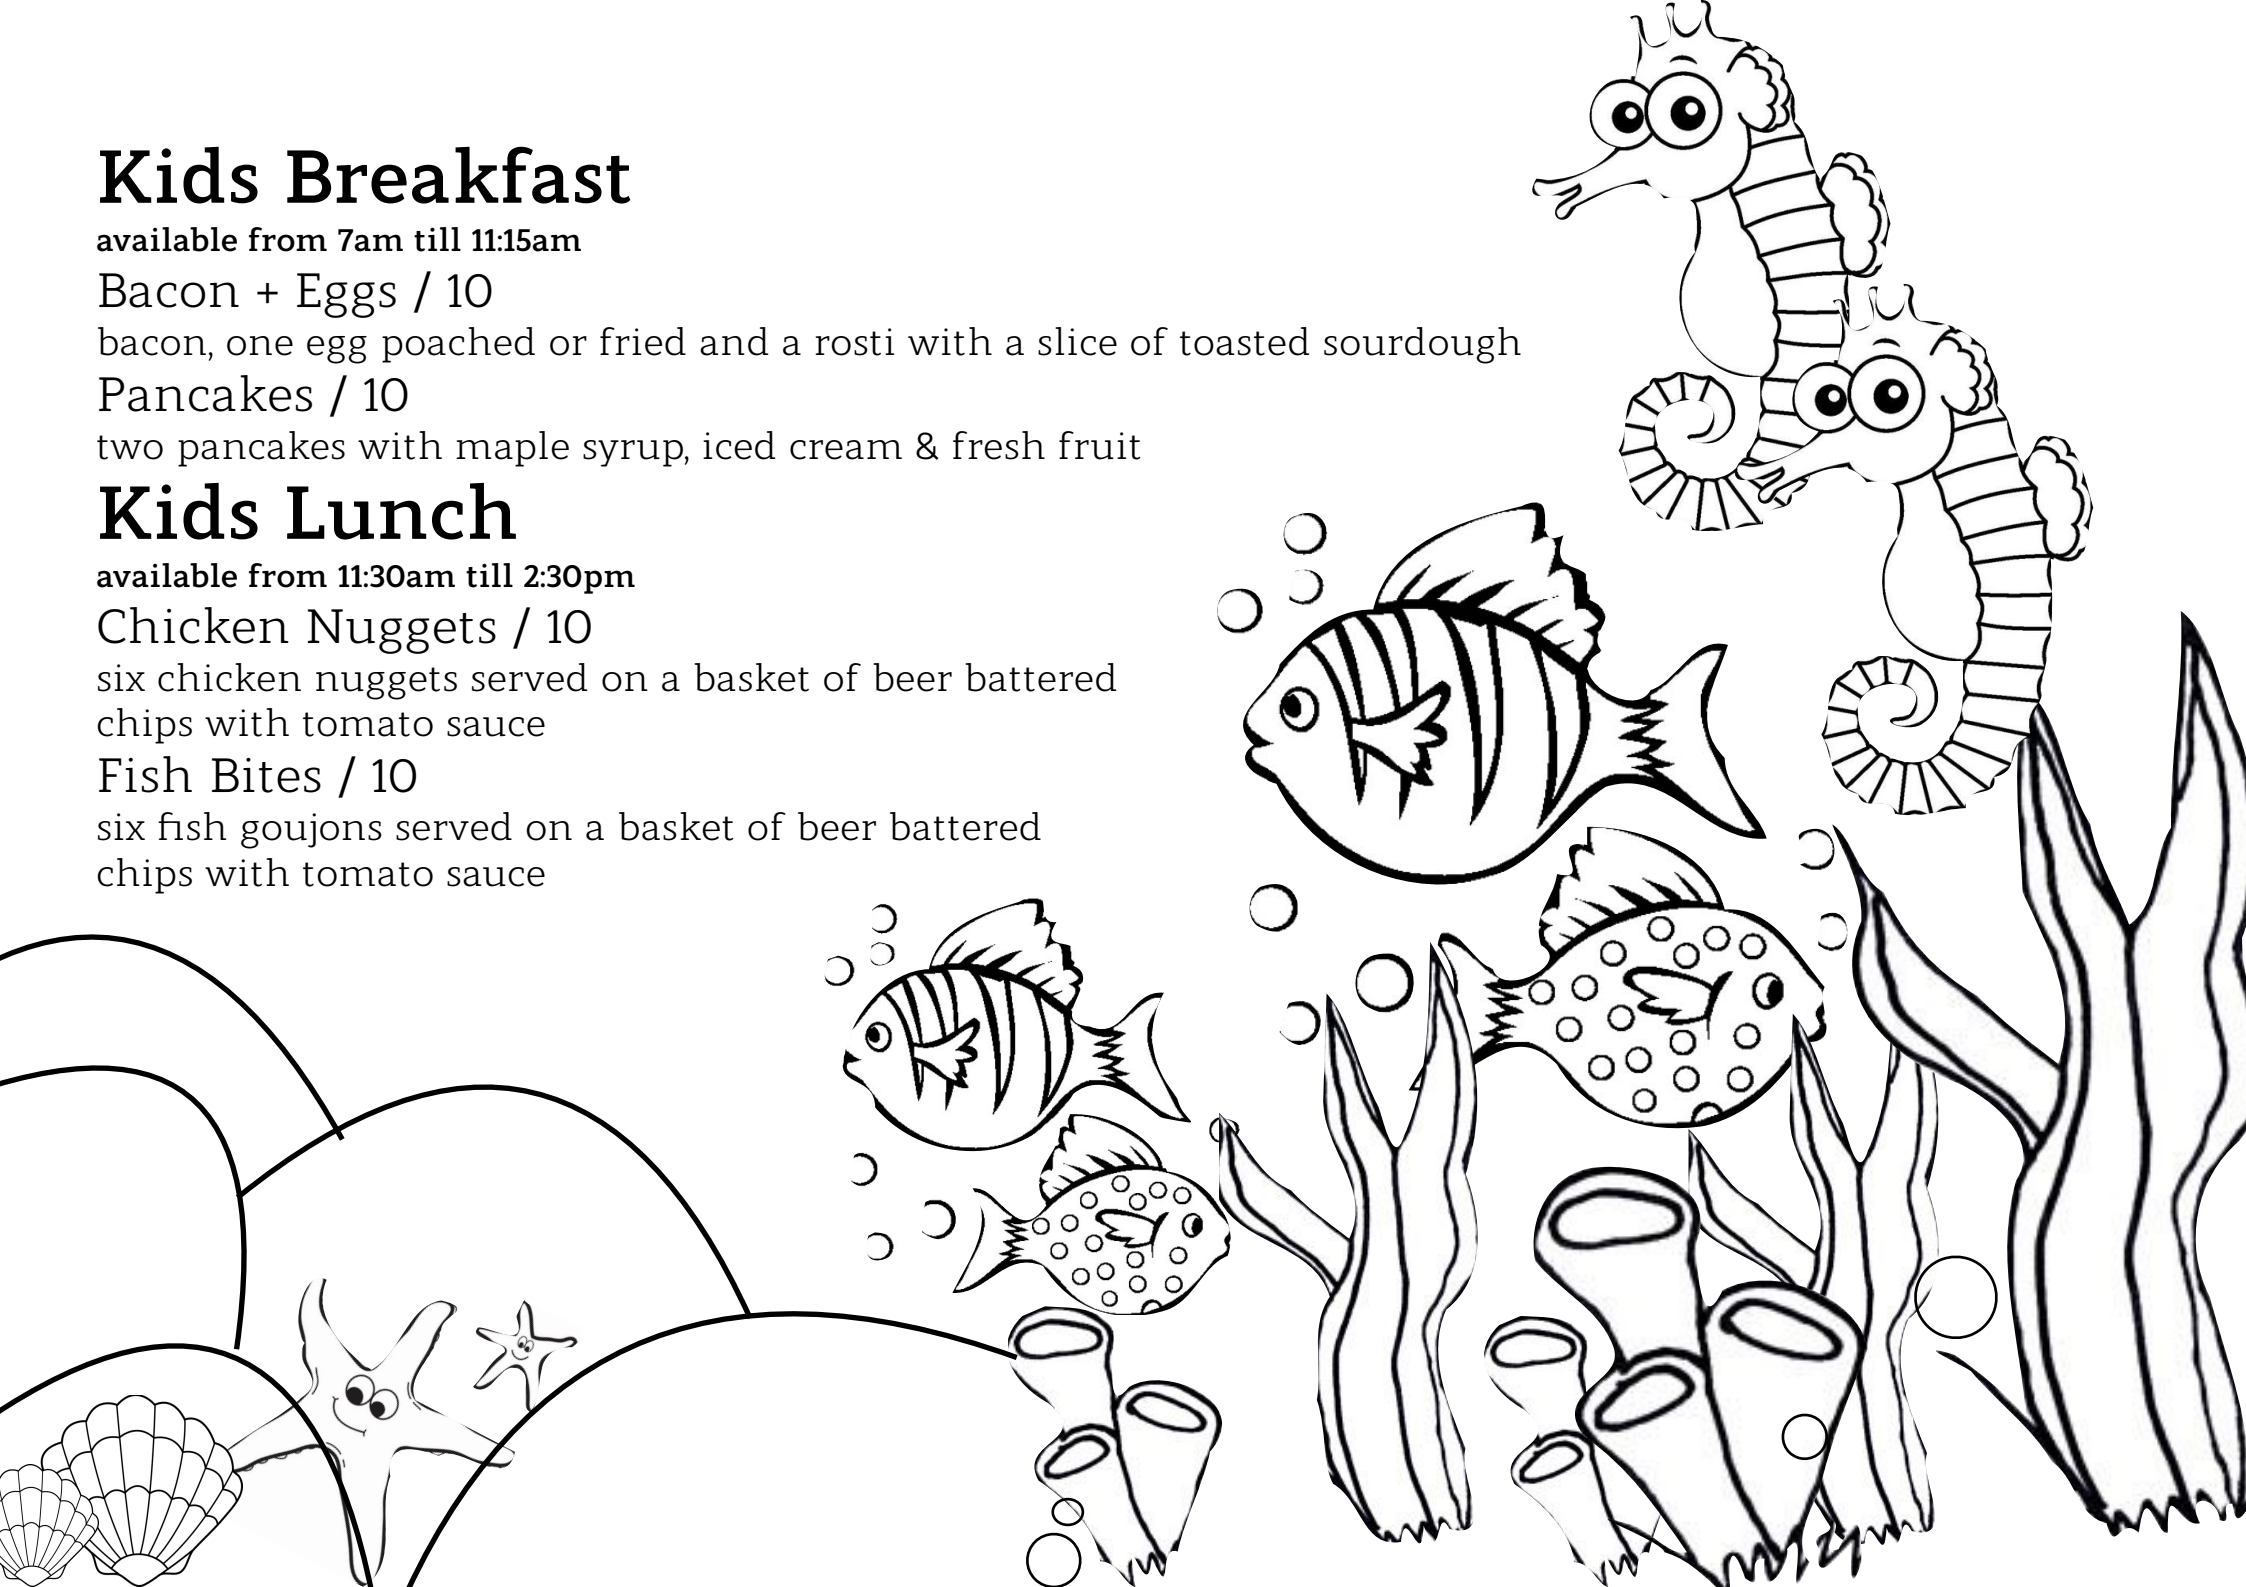 Kids Breakfast
available from 7am till 11:15am
Bacon + Eggs / 10
bacon, one egg poached or fried and a rosti with a slice of toasted sourdough
Pancakes / 10
two pancakes with maple syrup, iced cream & fresh fruit
Kids Lunch
available from 11:30am till 2:30pm
Chicken Nuggets / 10
six chicken nuggets served on a basket of beer battered
chips with tomato sauce
Fish Bites / 10
six fish goujons served on a basket of beer battered
chips with tomato sauce